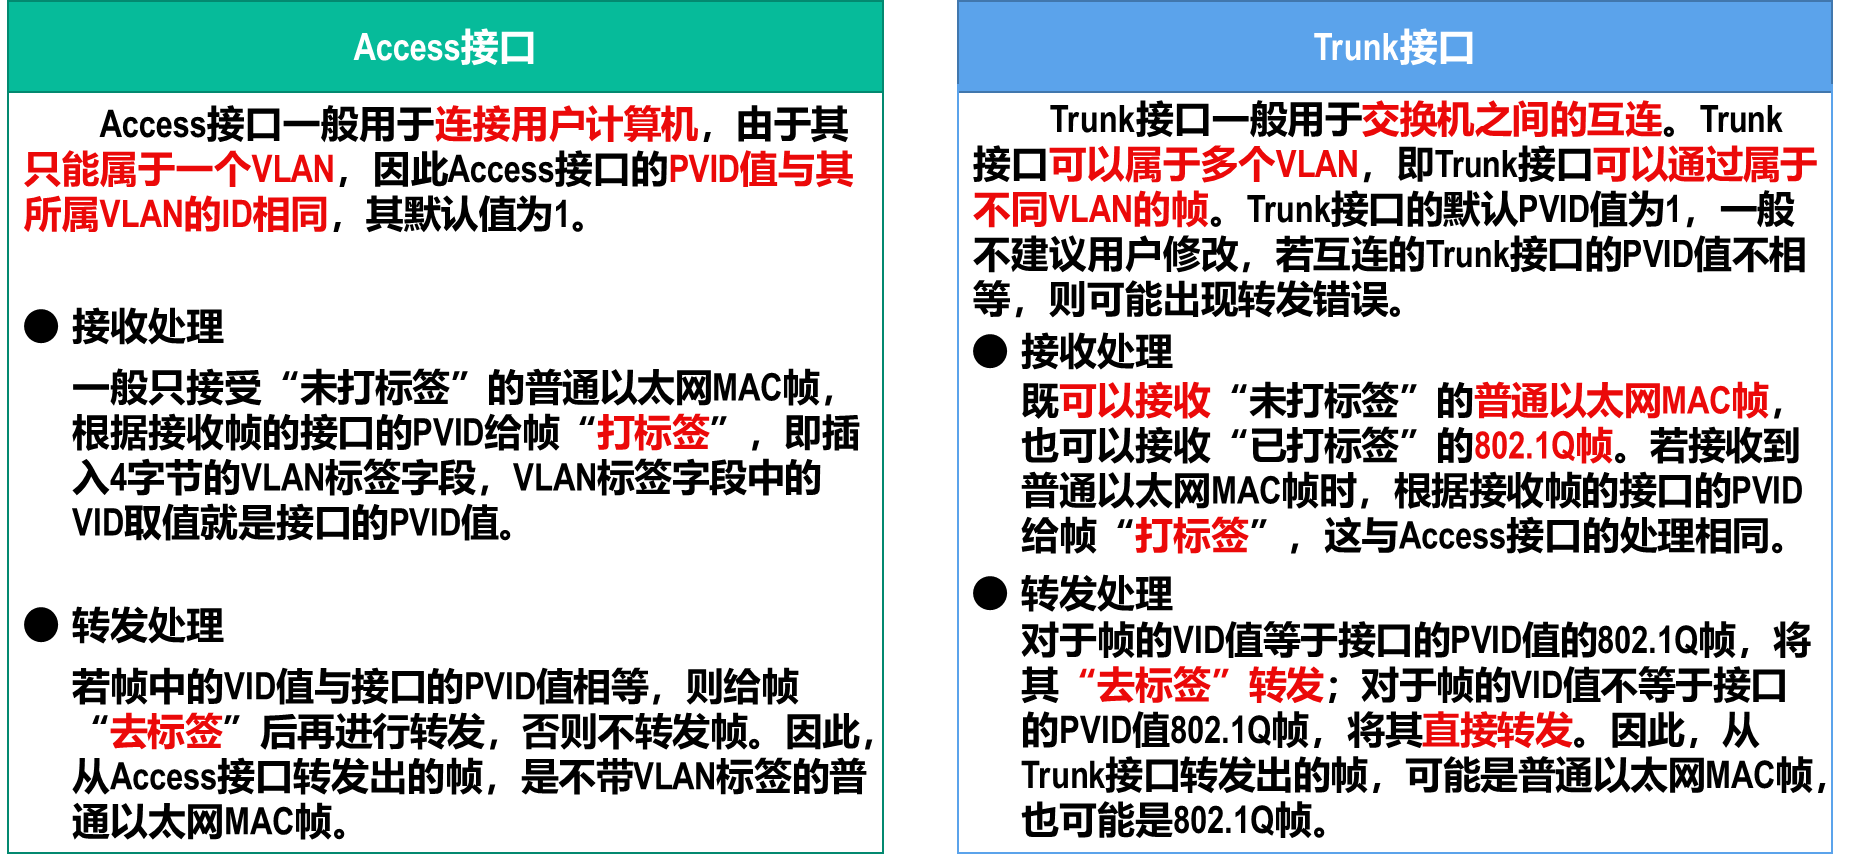 Access接口
Access接口一般用于连接用户计算机，由于其
只能属于一个VLAN，因此Access接口的PVID值与其
所属VLAN的ID相同，其默认值为1。
● 接收处理
一般只接受“未打标签”的普通以太网MAC帧，
根据接收帧的接口的PVID给帧“打标签”，即插
入4字节的VLAN标签字段，VLAN标签字段中的
VID取值就是接口的PVID值。
● 转发处理
若帧中的VID值与接口的PVID值相等，则给帧
“去标签”后再进行转发，否则不转发帧。因此，
从Access接口转发出的帧，是不带VLAN标签的普
通以太网MAC帧。
Trunk接口
Trunk接口一般用于交换机之间的互连。Trunk
接口可以属于多个VLAN，即Trunk接口可以通过属于
不同VLAN的帧。Trunk接口的默认PVID值为1，一般
不建议用户修改，若互连的Trunk接口的PVID值不相
等，则可能出现转发错误。
● 接收处理
既可以接收“未打标签”的普通以太网MAC帧，
也可以接收“已打标签”的802.1Q帧。若接收到
普通以太网MAC帧时，根据接收帧的接口的PVID
给帧“打标签”，这与Access接口的处理相同。
● 转发处理
对于帧的VID值等于接口的PVID值的802.1Q帧，将
其“去标签”转发；对于帧的VID值不等于接口
的PVID值802.1Q帧，将其直接转发。因此，从
Trunk接口转发出的帧，可能是普通以太网MAC帧，
也可能是802.1Q帧。